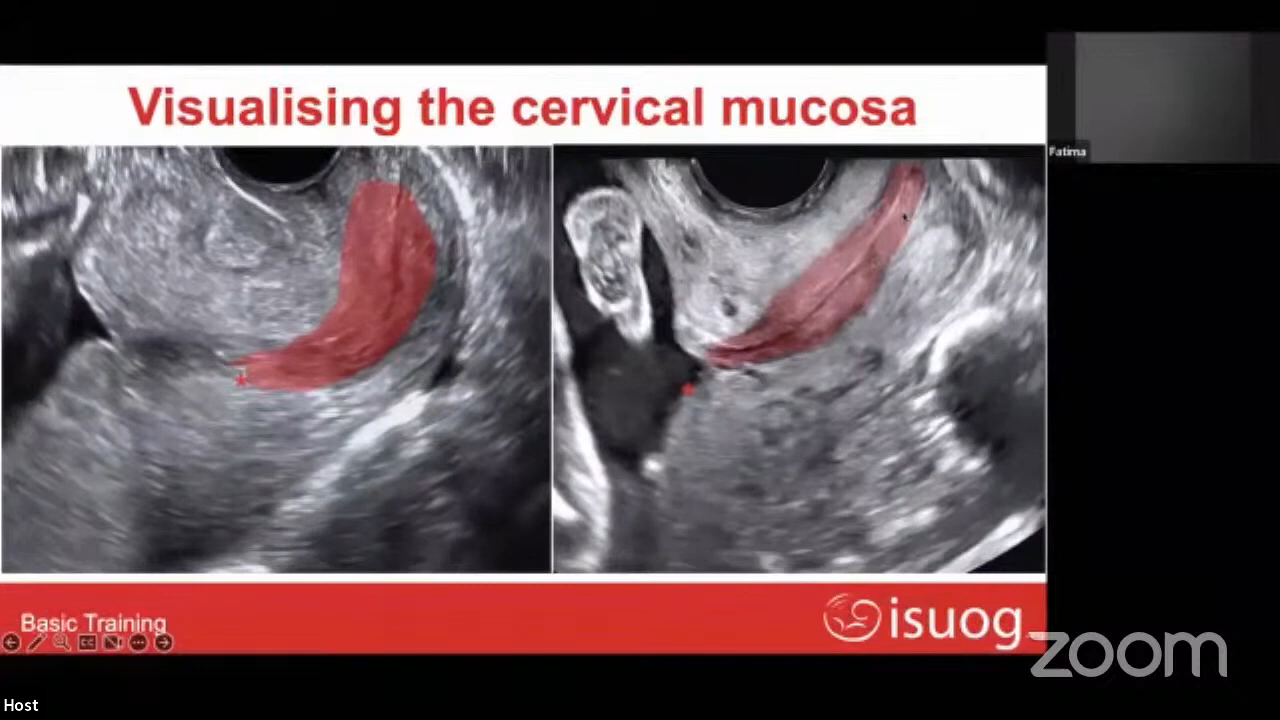 Visualising the cervical mucosa
Fatima
Basic Training
isuog
zoom
Host